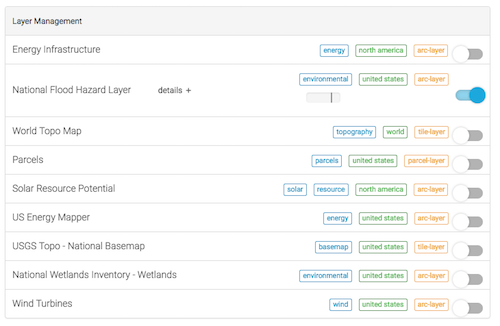 Layer Management
Energy Infrastructure energy north america arc-layer
National Flood Hazard Layer details + environmental united states arc-layer
World Topo Map topography world tile-layer
Parcels parcels united states parcel-layer
Solar Resource Potential solar resource north america arc-layer
US Energy Mapper energy united states arc-layer
USGS Topo - National Basemap basemap united states tile-layer
National Wetlands Inventory - Wetlands environmental united states arc-layer
Wind Turbines wind united states arc-layer